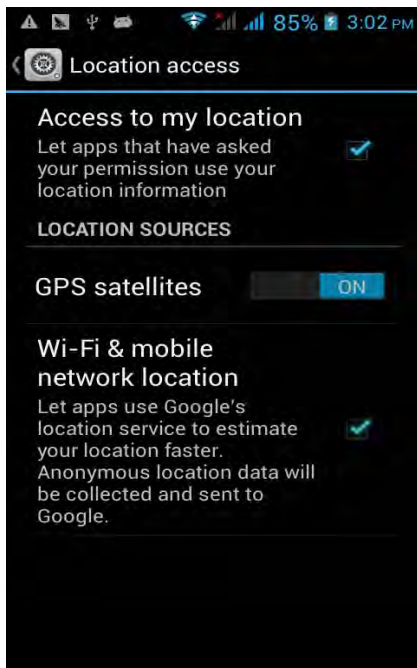 85% 3:02 PM
Location access
Access to my location
Let apps that have asked
your permission use your
location information
LOCATION SOURCES
GPS satellites ON
Wi-Fi & mobile
network location
Let apps use Google's
location service to estimate
your location faster.
Anonymous location data will
be collected and sent to
Google.